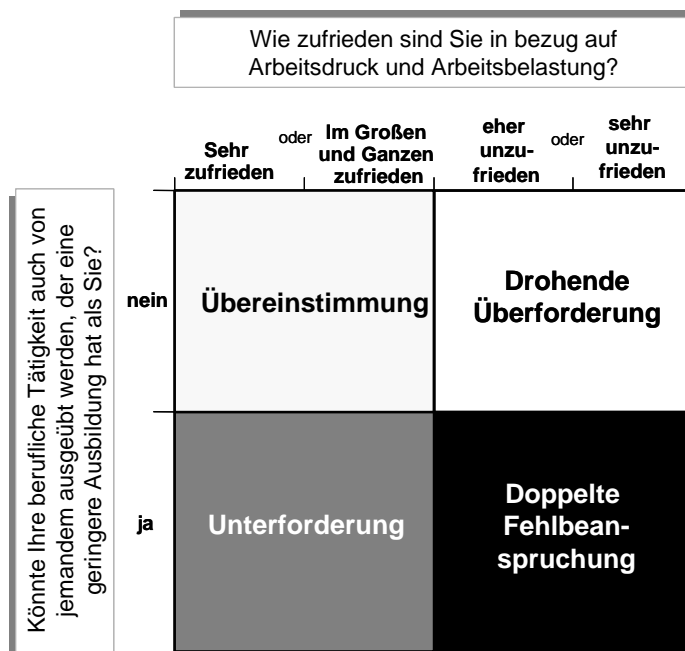 Wie zufrieden sind Sie in bezug auf
Arbeitsdruck und Arbeitsbelastung?
Sehr
zufrieden
oder
Im Großen
und Ganzen
zufrieden
eher
unzu-
frieden
oder
sehr
unzu-
frieden
Könnte Ihre berufliche Tätigkeit auch von
jemandem ausgeübt werden, der eine
geringere Ausbildung hat als Sie?
nein
Übereinstimmung
Drohende
Überforderung
ja
Unterforderung
Doppelte
Fehlbean-
spruchung